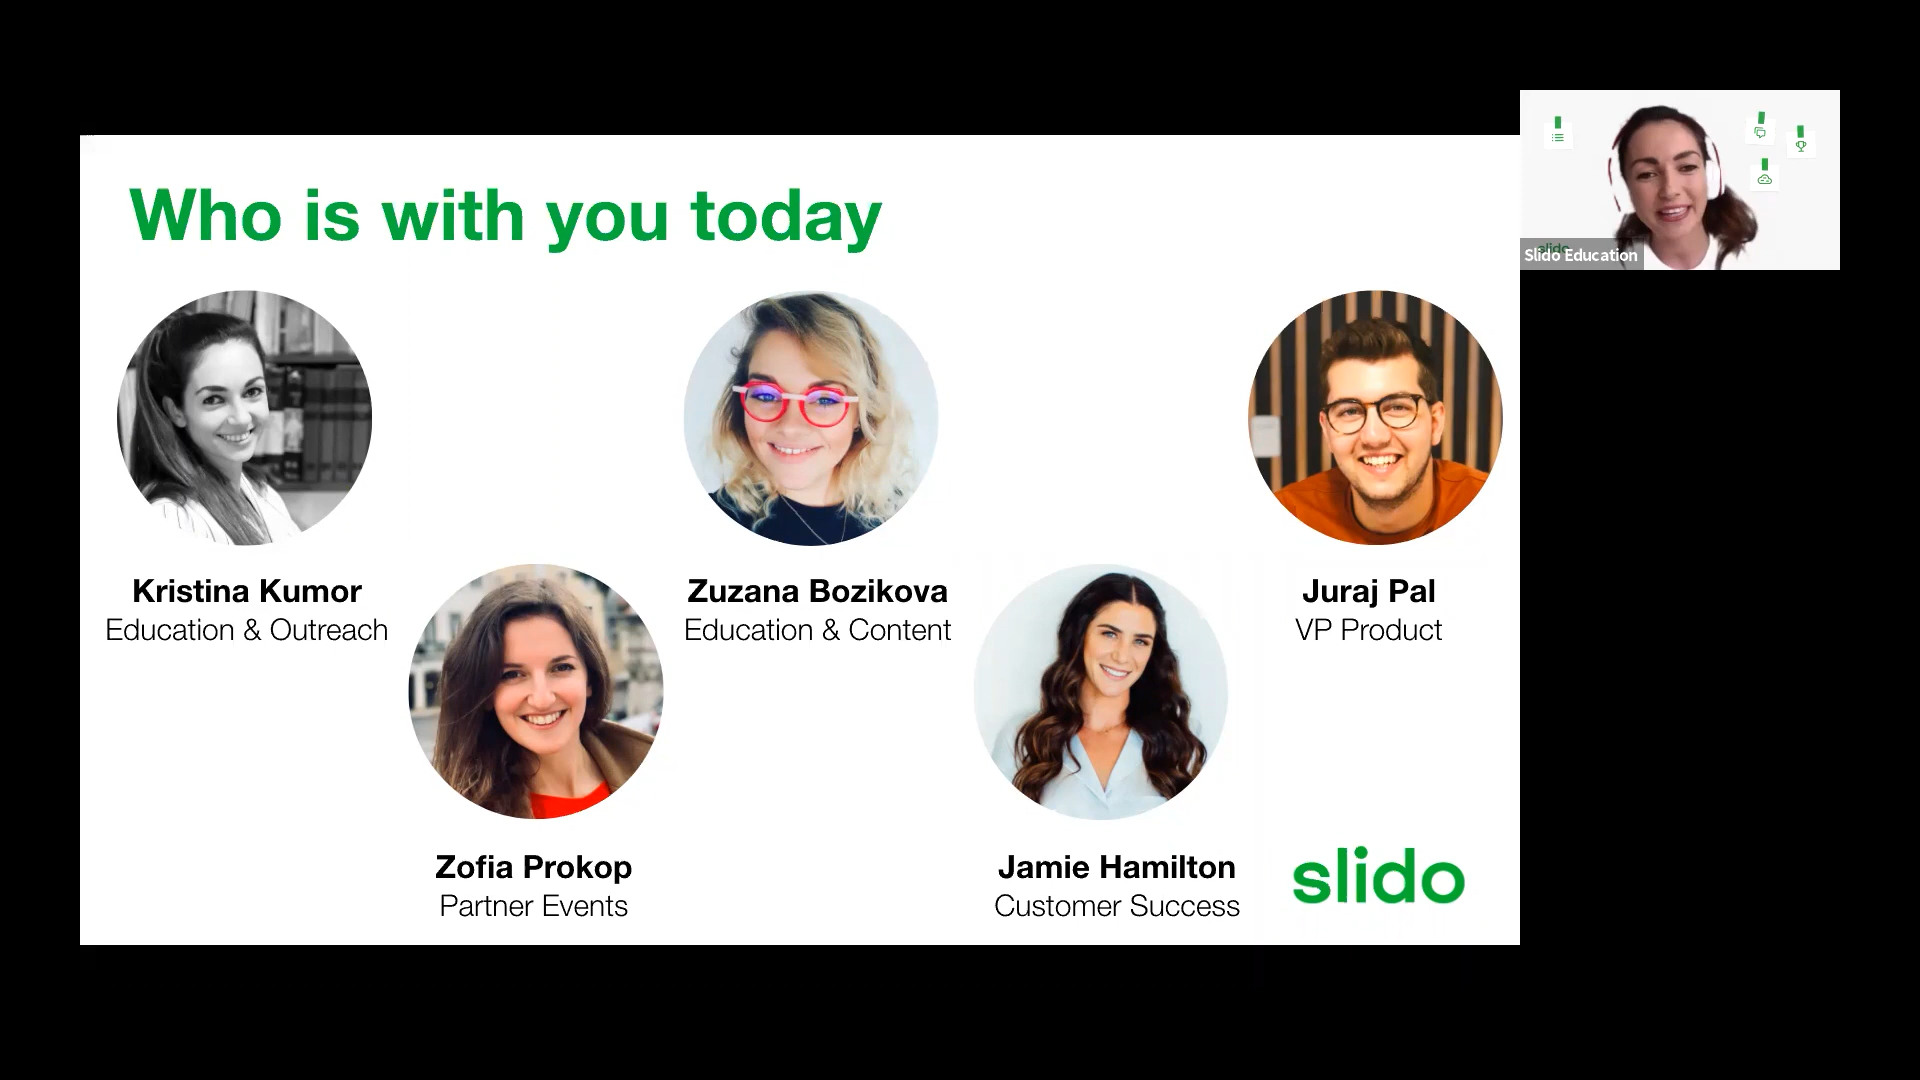 Who is with you today
Kristina Kumor
Education & Outreach
Zofia Prokop
Partner Events
Zuzana Bozikova
Education & Content
Jamie Hamilton
Customer Success
Juraj Pal
VP Product
slido
slido
Slido Education